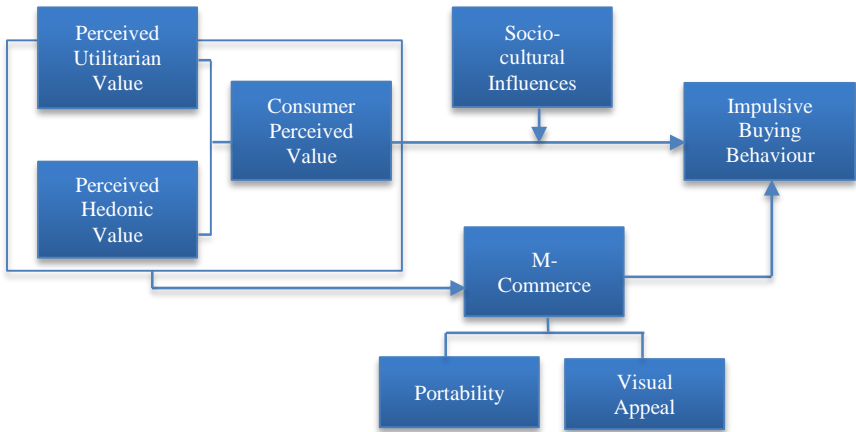 Perceived
Utilitarian
Value
Socio-
cultural
Influences
Consumer
Perceived
Value
Impulsive
Buying
Behaviour
Perceived
Hedonic
Value
M-
Commerce
Portability
Visual
Appeal